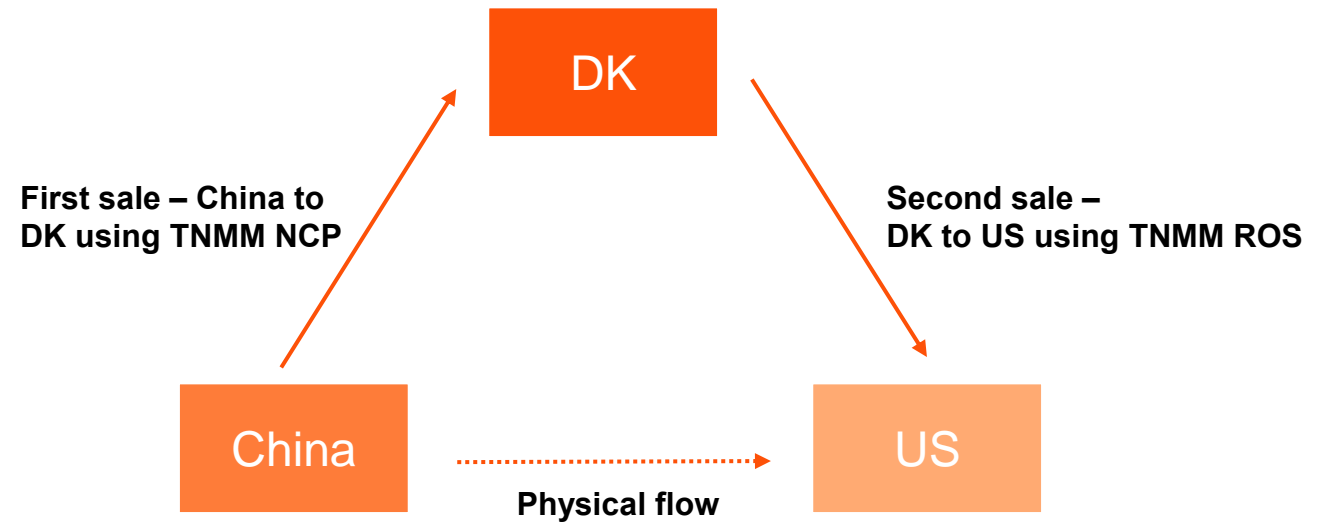 DK
First sale – China to
DK using TNMM NCP
Second sale –
DK to US using TNMM ROS
China
US
Physical flow